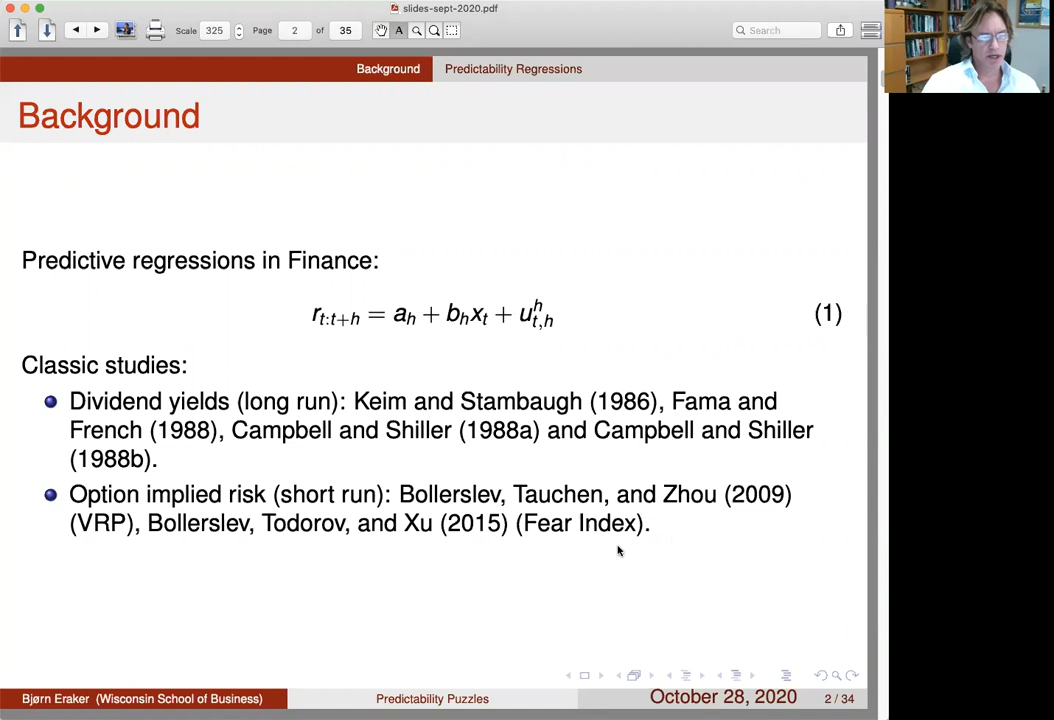 slides-sept-2020.pdf
Scale 325 Page 2 of 35 A Search
Background Predictability Regressions
Background
Predictive regressions in Finance:
r_{t:t+h} = a_h + b_h x_t + u^h_{t,h} (1)
Classic studies:
Dividend yields (long run): Keim and Stambaugh (1986), Fama and
French (1988), Campbell and Shiller (1988a) and Campbell and Shiller
(1988b).
Option implied risk (short run): Bollerslev, Tauchen, and Zhou (2009)
(VRP), Bollerslev, Todorov, and Xu (2015) (Fear Index).
Bjørn Eraker (Wisconsin School of Business) Predictability Puzzles October 28, 2020 2 / 34